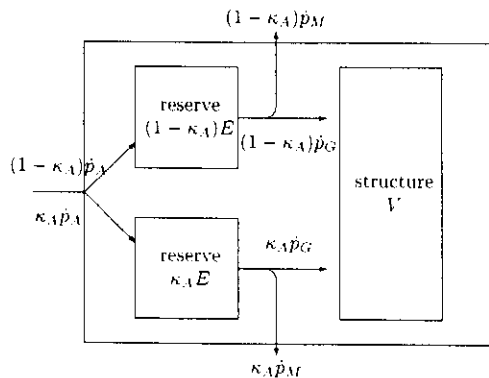 (1 − κ_A)ṗ_M
reserve
(1 − κ_A)E
(1 − κ_A)ṗ_G
(1 − κ_A)ṗ_A
κ_Aṗ_A
structure
V
reserve
κ_AE
κ_Aṗ_G
κ_Aṗ_M